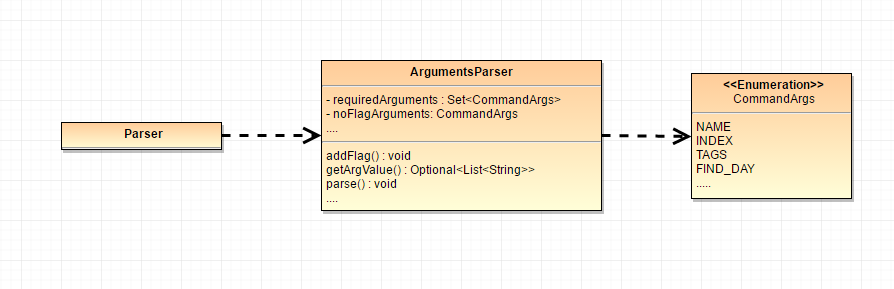 Parser
ArgumentsParser
- requiredArguments : Set<CommandArgs>
- noFlagArguments: CommandArgs
....
addFlag() : void
getArgValue() : Optional<List<String>>
parse() : void
....
<<Enumeration>>
CommandArgs
NAME
INDEX
TAGS
FIND_DAY
.....